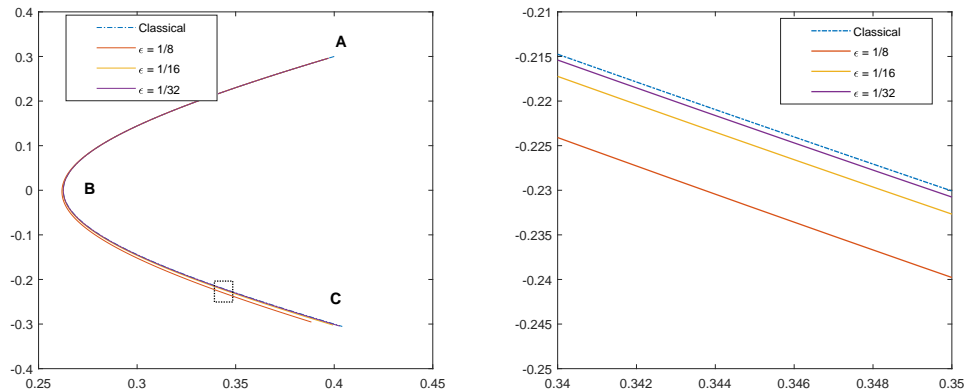 0.4
0.3
0.2
0.1
0
-0.1
-0.2
-0.3
-0.4
0.25
0.3
0.35
0.4
0.45
Classical
ϵ = 1/8
ϵ = 1/16
ϵ = 1/32
A
B
C
-0.21
-0.215
-0.22
-0.225
-0.23
-0.235
-0.24
-0.245
-0.25
0.34
0.342
0.344
0.346
0.348
0.35
Classical
ϵ = 1/8
ϵ = 1/16
ϵ = 1/32